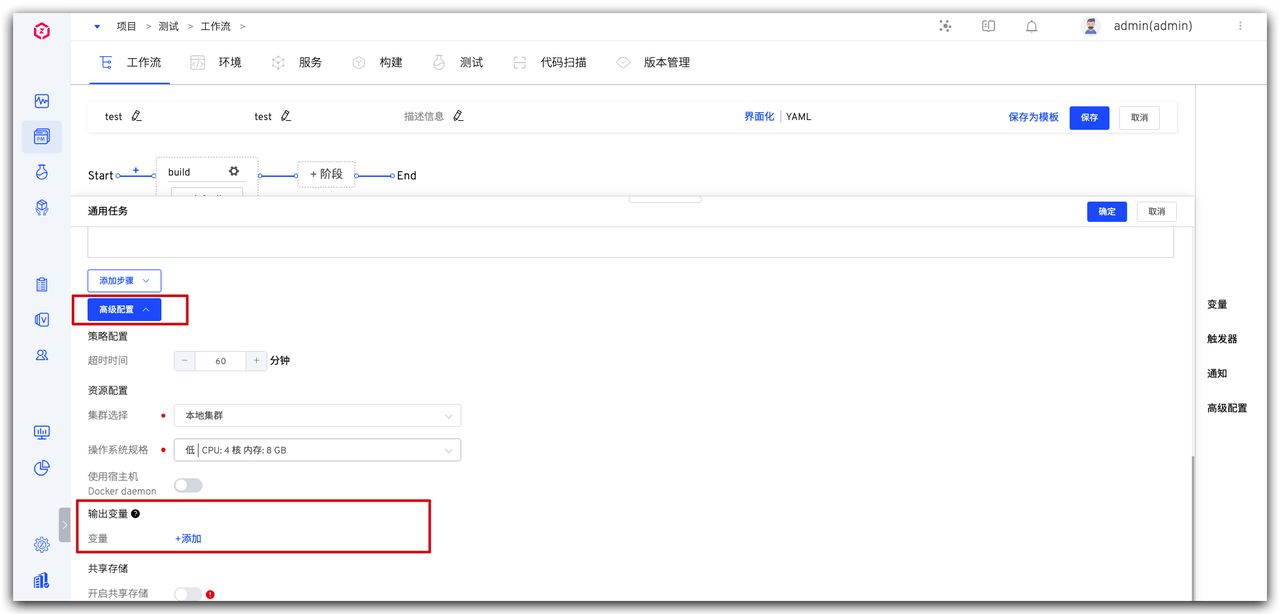 项目 > 测试 > 工作流 >
admin(admin)
工作流 环境 服务 构建 测试 代码扫描 版本管理
test test 描述信息 界面化 | YAML 保存为模板 保存 取消
Start + build + 阶段 End
通用任务 确定 取消
添加步骤
高级配置
策略配置
超时时间 − 60 + 分钟
资源配置
集群选择 本地集群
操作系统规格 低 | CPU: 4 核 内存: 8 GB
使用宿主机
Docker daemon
输出变量 ?
变量 +添加
共享存储
开启共享存储
变量
触发器
通知
高级配置